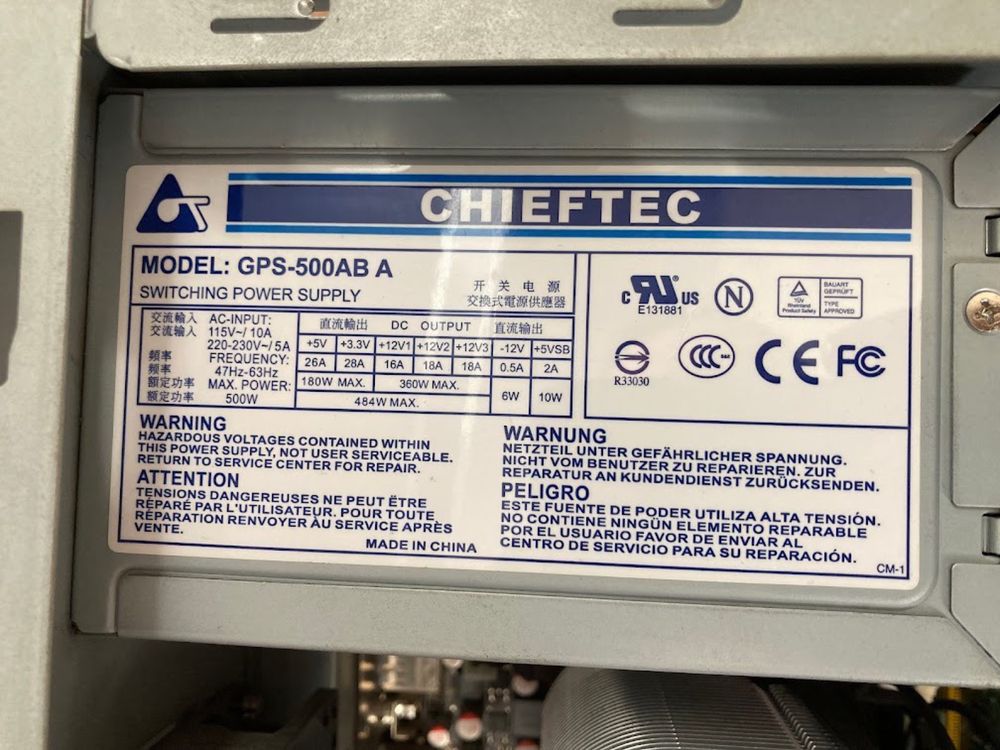 CHIEFTEC
MODEL: GPS-500AB A
SWITCHING POWER SUPPLY
开 关 电 源
交換式電源供應器
交流輸入 AC-INPUT:
交流輸入 115V~/ 10A
220-230V~/ 5A
頻率 FREQUENCY:
頻率 47Hz-63Hz
額定功率 MAX. POWER:
額定功率 500W
直流輸出 DC OUTPUT 直流输出
+5V +3.3V +12V1 +12V2 +12V3 -12V +5VSB
26A 28A 16A 18A 18A 0.5A 2A
180W MAX. 360W MAX.
484W MAX. 6W 10W
c RU US
E131881
N
TÜV
Rheinland
Product Safety
BAUART
GEPRÜFT
TYPE
APPROVED
R33030
CCC S&E
CE FC
WARNING
HAZARDOUS VOLTAGES CONTAINED WITHIN
THIS POWER SUPPLY, NOT USER SERVICEABLE.
RETURN TO SERVICE CENTER FOR REPAIR.
ATTENTION
TENSIONS DANGEREUSES NE PEUT ËTRE
RÉPARÉ PAR L'UTILISATEUR. POUR TOUTE
RÉPARATION RENVOYER ÀU SERVICE APRÈS
VENTE.
MADE IN CHINA
WARNUNG
NETZTEIL UNTER GEFÄHRLICHER SPANNUNG.
NICHT VOM BENUTZER ZU REPARIEREN. ZUR
REPARATUR AN KUNDENDIENST ZURÜCKSENDEN.
PELIGRO
ESTE FUENTE DE PODER UTILIZA ALTA TENSIÓN.
NO CONTIENE NINGÚN ELEMENTO REPARABLE
POR EL USUARIO FAVOR DE ENVIAR AL
CENTRO DE SERVICIO PARA SU REPARACIÓN.
CM-1